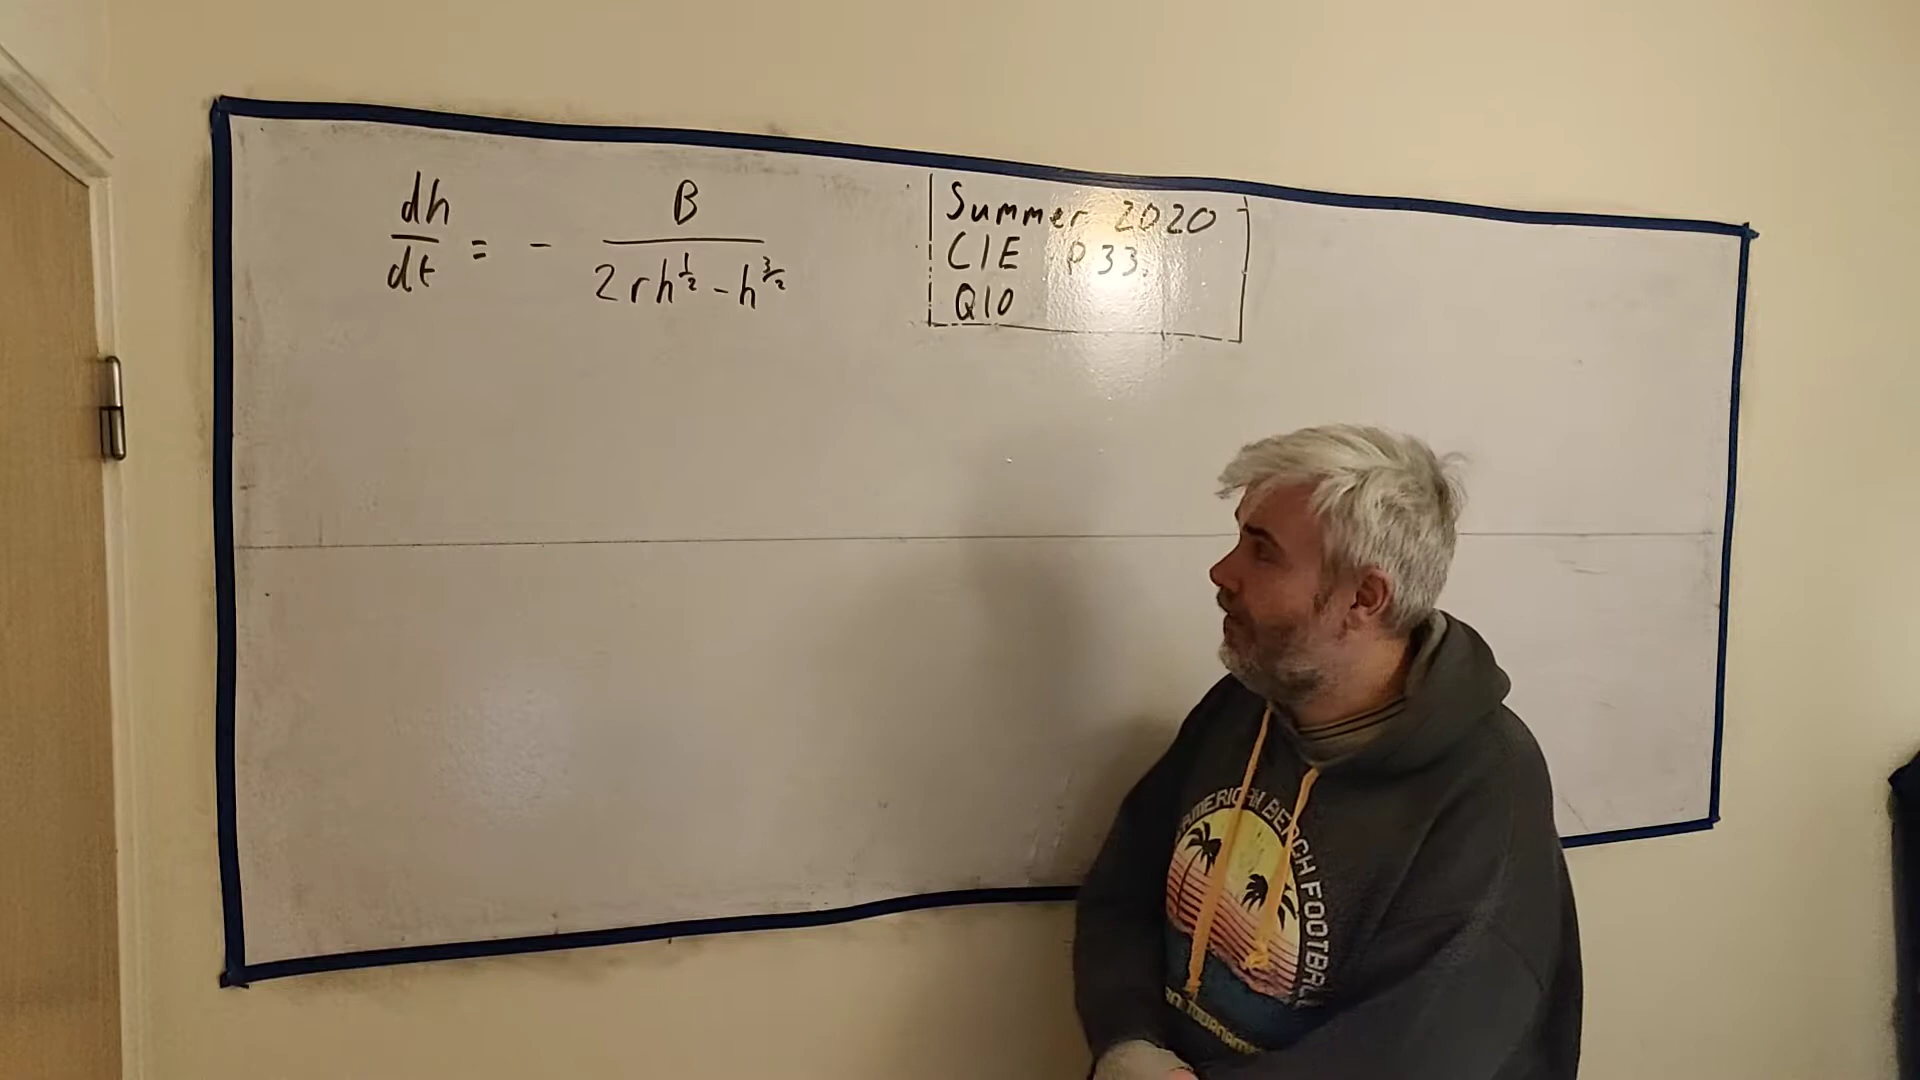 dh/dt = - B/(2rh^½ - h^3/2)
Summer 2020
CIE P33.
Q10
AMERICAN BEACH FOOTBALL